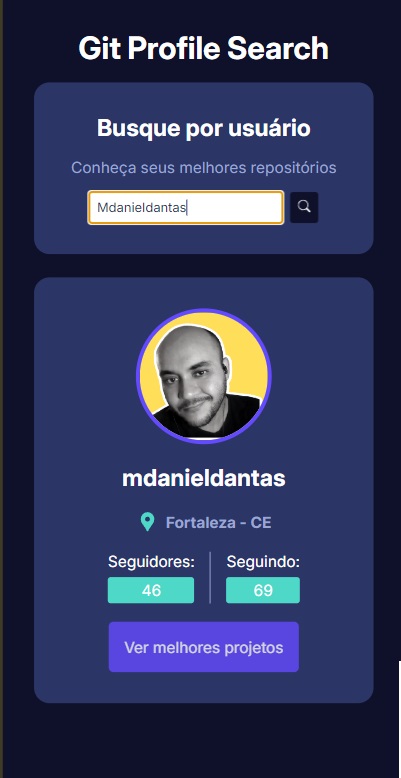 Git Profile Search
Busque por usuário
Conheça seus melhores repositórios
Mdanieldantas
mdanieldantas
Fortaleza - CE
Seguidores: Seguindo:
46 69
Ver melhores projetos